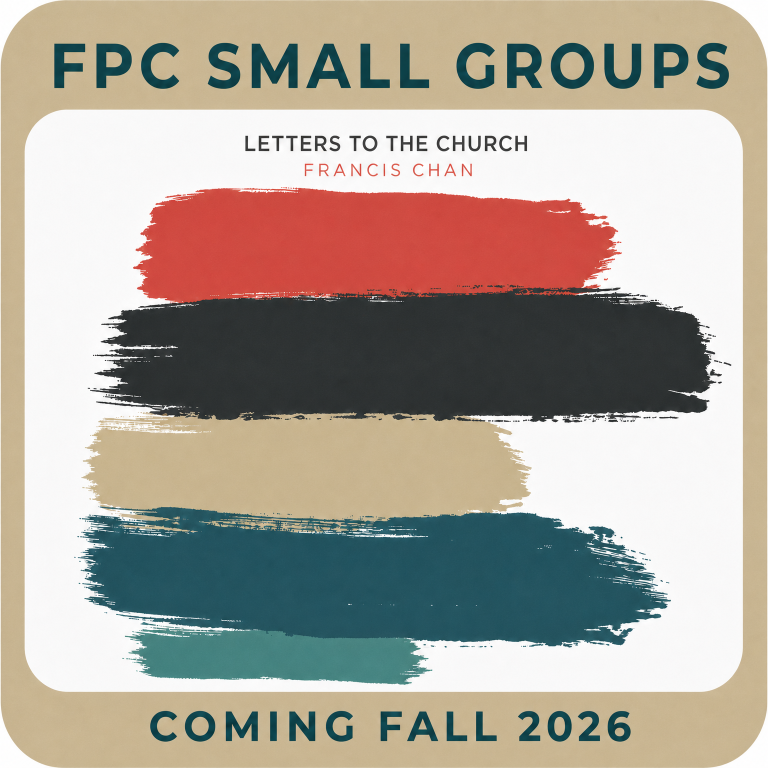 FPC SMALL GROUPS
LETTERS TO THE CHURCH
FRANCIS CHAN
COMING FALL 2026